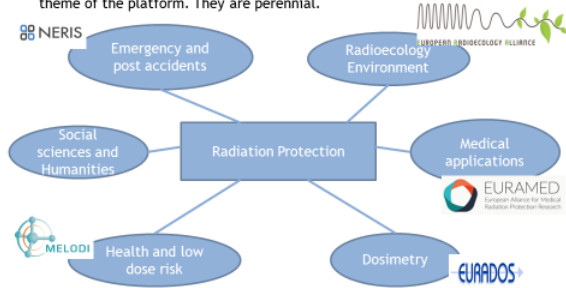 theme of the platform. They are perennial.
NERIS
Emergency and
post accidents
Radioecology
Environment
EUROPEAN RADIOECOLOGY ALLIANCE
Social
sciences and
Humanities
Radiation Protection
Medical
applications
EURAMED
European Alliance for Medical
Radiation Protection Research
MELODI
Health and low
dose risk
Dosimetry
EURADOS